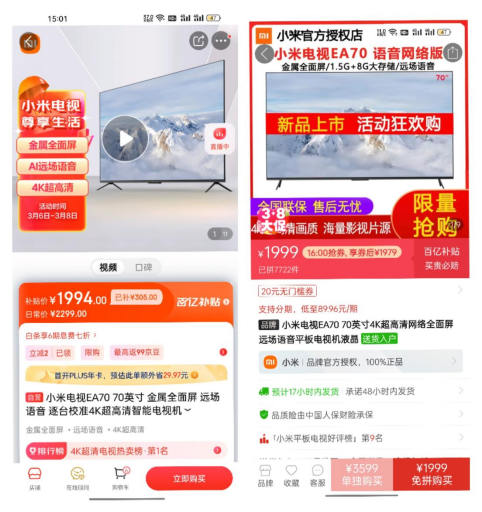 15:01
小米电视
尊享生活
金属全面屏
AI远场语音
4K超高清
活动时间
3月6日-3月8日
直播中
视频
口碑
补贴价¥1994.00
已补¥305.00
百亿补贴
日常价¥2299.00
白条享6期息费七折
立减2
已领
限购
最高返99京豆
首开PLUS年卡，预估此单额外省29.97元
自营 小米电视EA70 70英寸 金属全面屏 远场
语音 逐台校准4K超高清智能电视机
金属全面屏・远场语音・4K超高清
排行榜
4K超清电视热卖榜·第1名
店铺
购物车
立即购买
小米官方授权店
小米电视EA70 语音网络版
金属全面屏/1.5G+8G大存储/远场语音
70"
新品上市 活动狂欢购
全国联保 售后无忧
限量
抢购
3·8
大促
高清画质 海量影视片源
¥1999
16:00抢券,享券后¥1979
百亿补贴
已拼7722件
买贵必赔
20元无门槛券
支持分期，低至89.96元/期
品牌 小米电视EA70 70英寸4K超高清网络全面屏
远场语音平板电视机液晶 送货入户
小米
品牌官方授权，100%正品
预计17小时内发货
承诺48小时内发货
品质险由中国人保财险承保
「小米平板电视好评榜」第9名
品牌
收藏
客服
¥3599
单独购买
¥1999
免拼购买